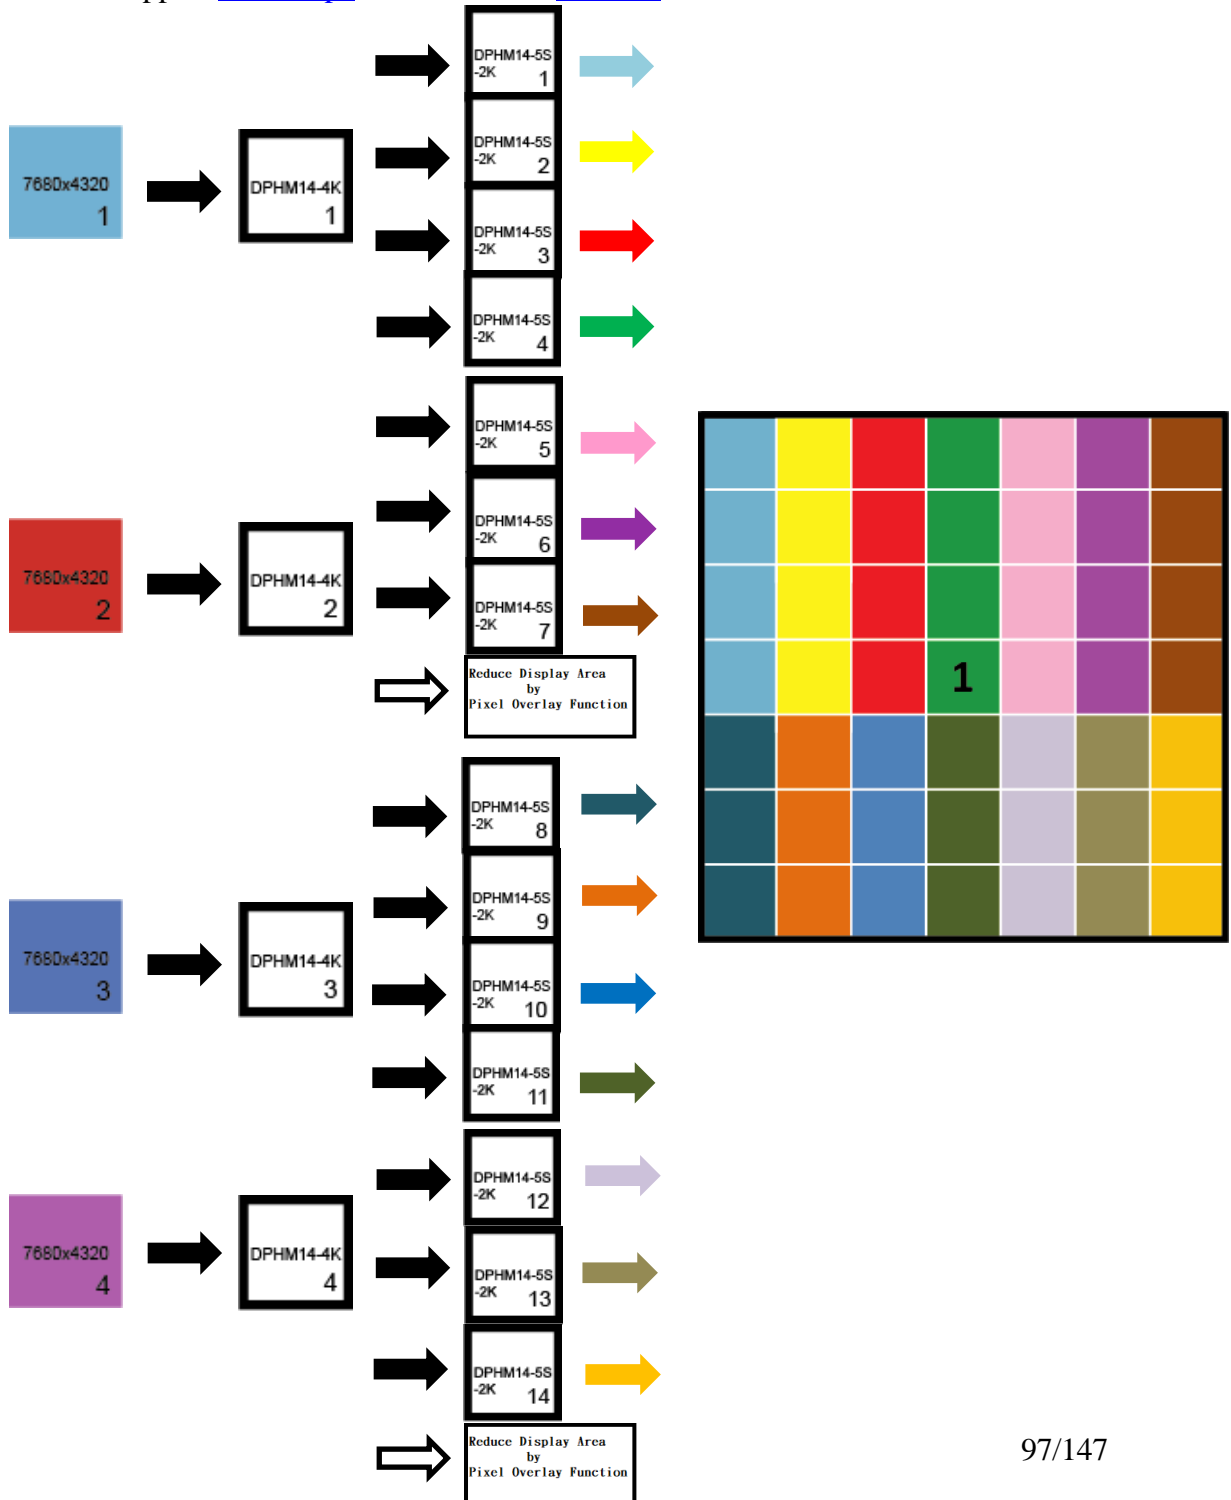 DPHM14-5S
-2K
1
DPHM14-5S
-2K
2
7680x4320
1
DPHM14-4K
1
DPHM14-5S
-2K
3
DPHM14-5S
-2K
4
DPHM14-5S
-2K
5
DPHM14-5S
-2K
6
7680x4320
2
DPHM14-4K
2
DPHM14-5S
-2K
7
Reduce Display Area
by
Pixel Overlay Function
1
DPHM14-5S
-2K
8
DPHM14-5S
-2K
9
7680x4320
3
DPHM14-4K
3
DPHM14-5S
-2K
10
DPHM14-5S
-2K
11
DPHM14-5S
-2K
12
7680x4320
4
DPHM14-4K
4
DPHM14-5S
-2K
13
DPHM14-5S
-2K
14
Reduce Display Area
by
Pixel Overlay Function
97/147